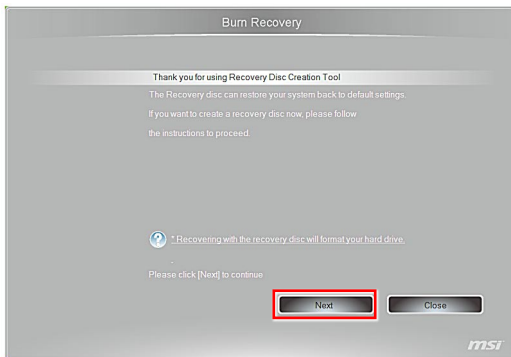 Burn Recovery
Thank you for using Recovery Disc Creation Tool
The Recovery disc can restore your system back to default settings.
If you want to create a recovery disc now, please follow
the instructions to proceed.
* Recovering with the recovery disc will format your hard drive.
-
Please click [Next] to continue
Next Close
msi